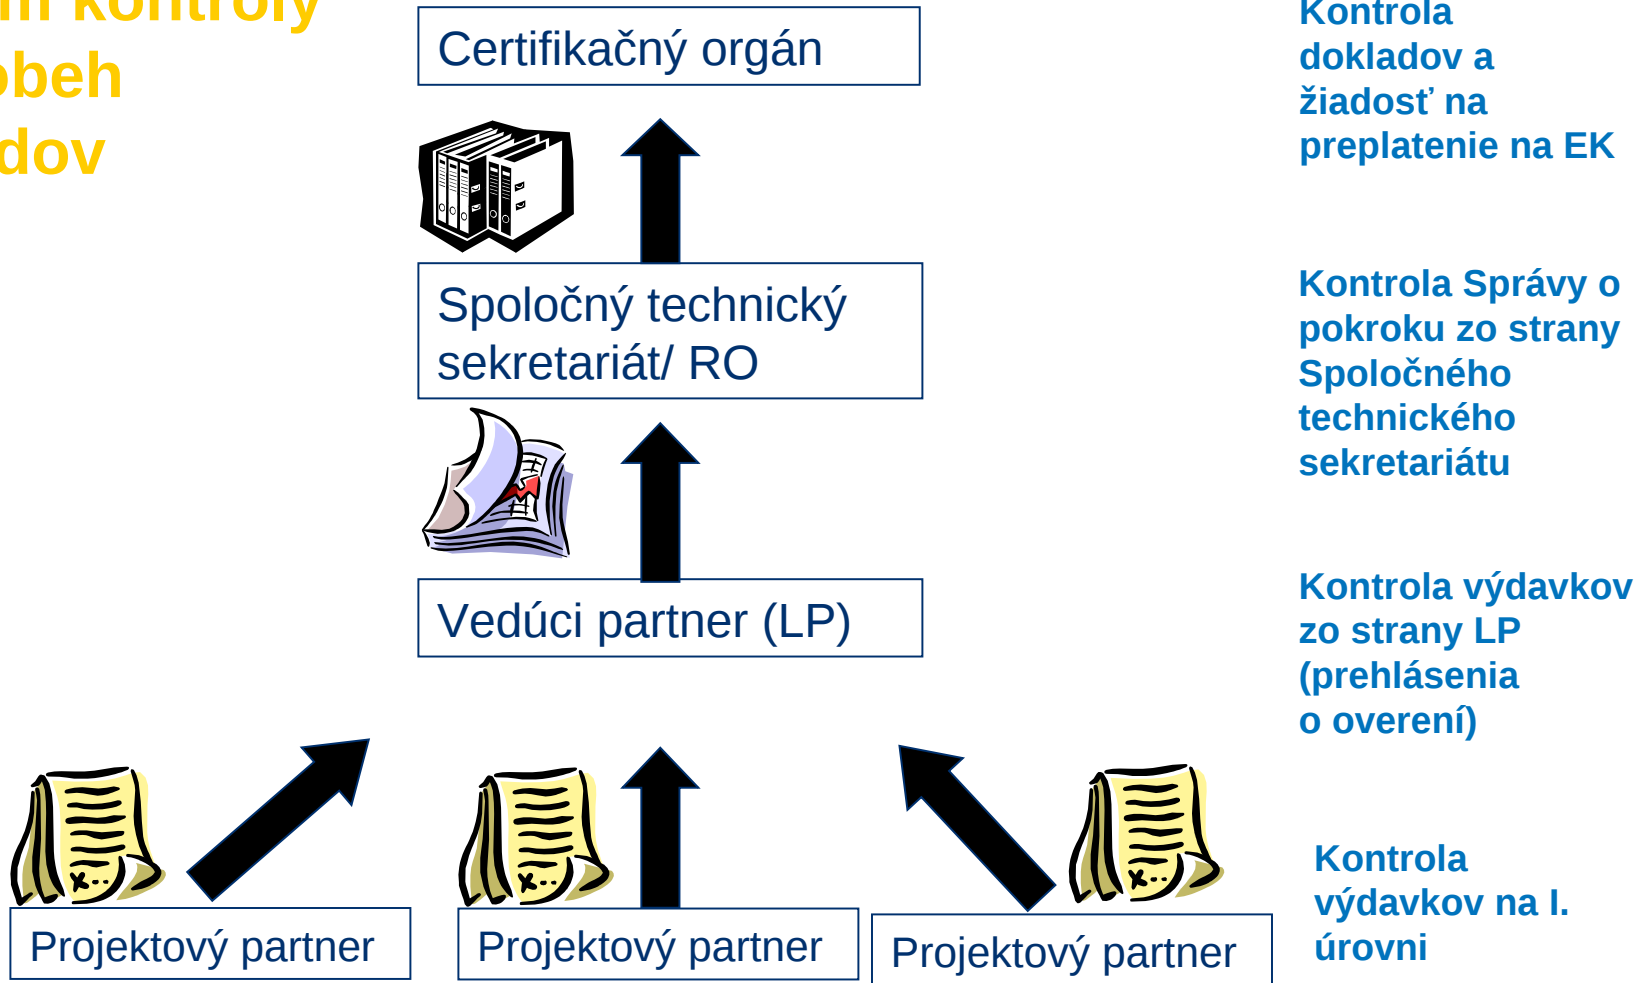 kontroly
Certifikačný orgán
Kontrola
dokladov a
žiadosť na
preplatenie na EK
Spoločný technický
sekretariát/ RO
Kontrola Správy o
pokroku zo strany
Spoločného
technického
sekretariátu
Vedúci partner (LP)
Kontrola výdavkov
zo strany LP
(prehlásenia
o overení)
Projektový partner
Projektový partner
Projektový partner
Kontrola
výdavkov na I.
úrovni